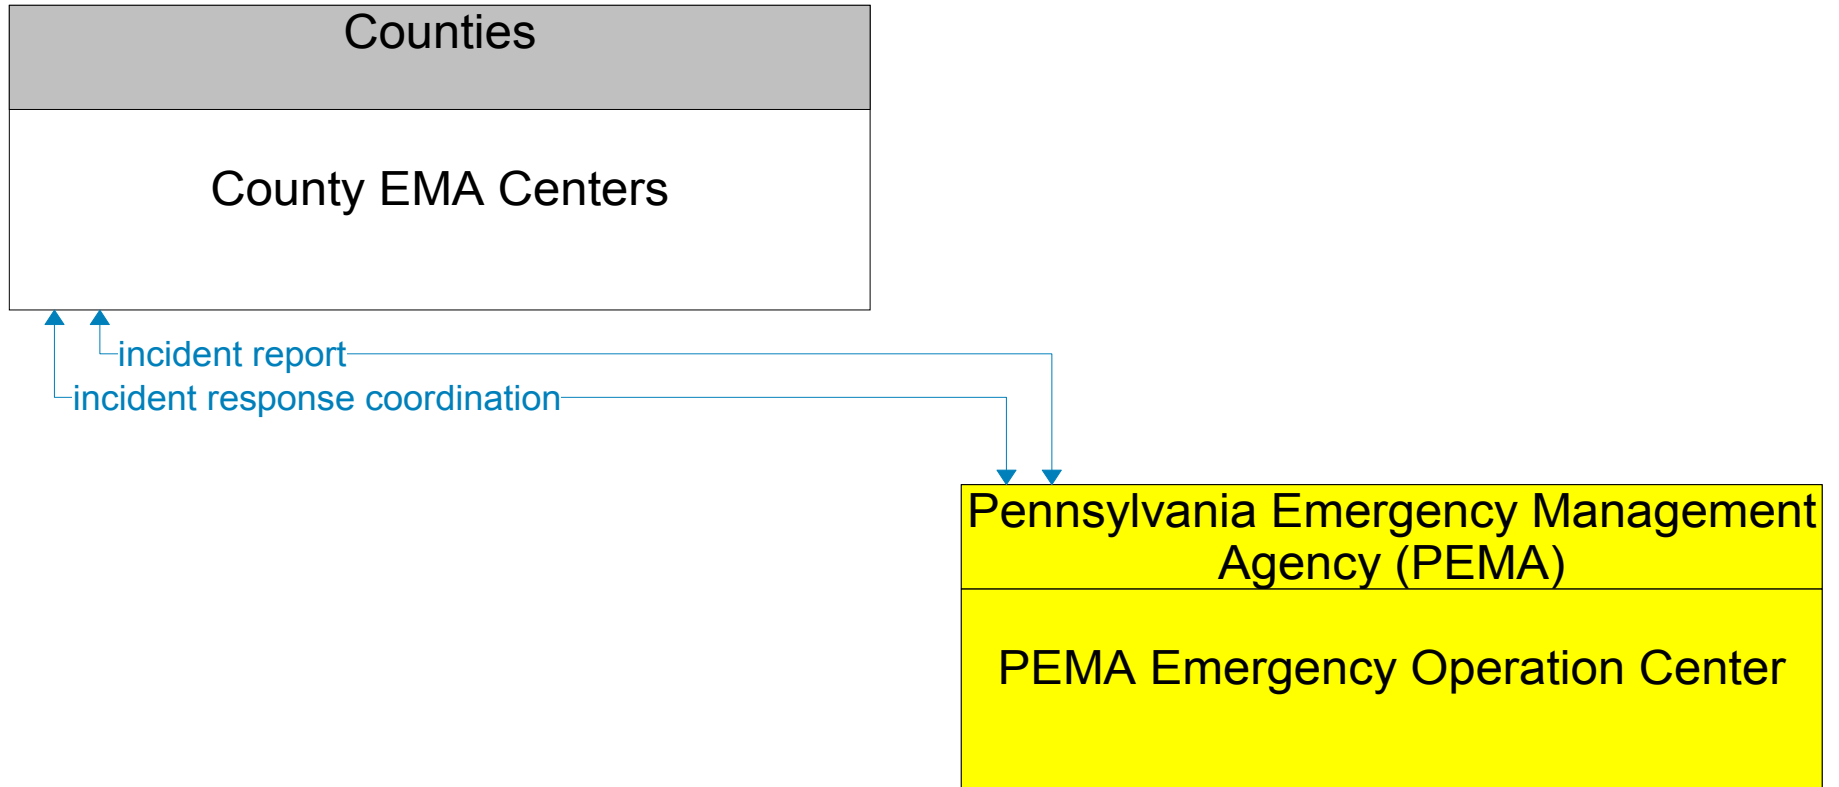 Counties
County EMA Centers
incident report
incident response coordination
Pennsylvania Emergency Management
Agency (PEMA)
PEMA Emergency Operation Center